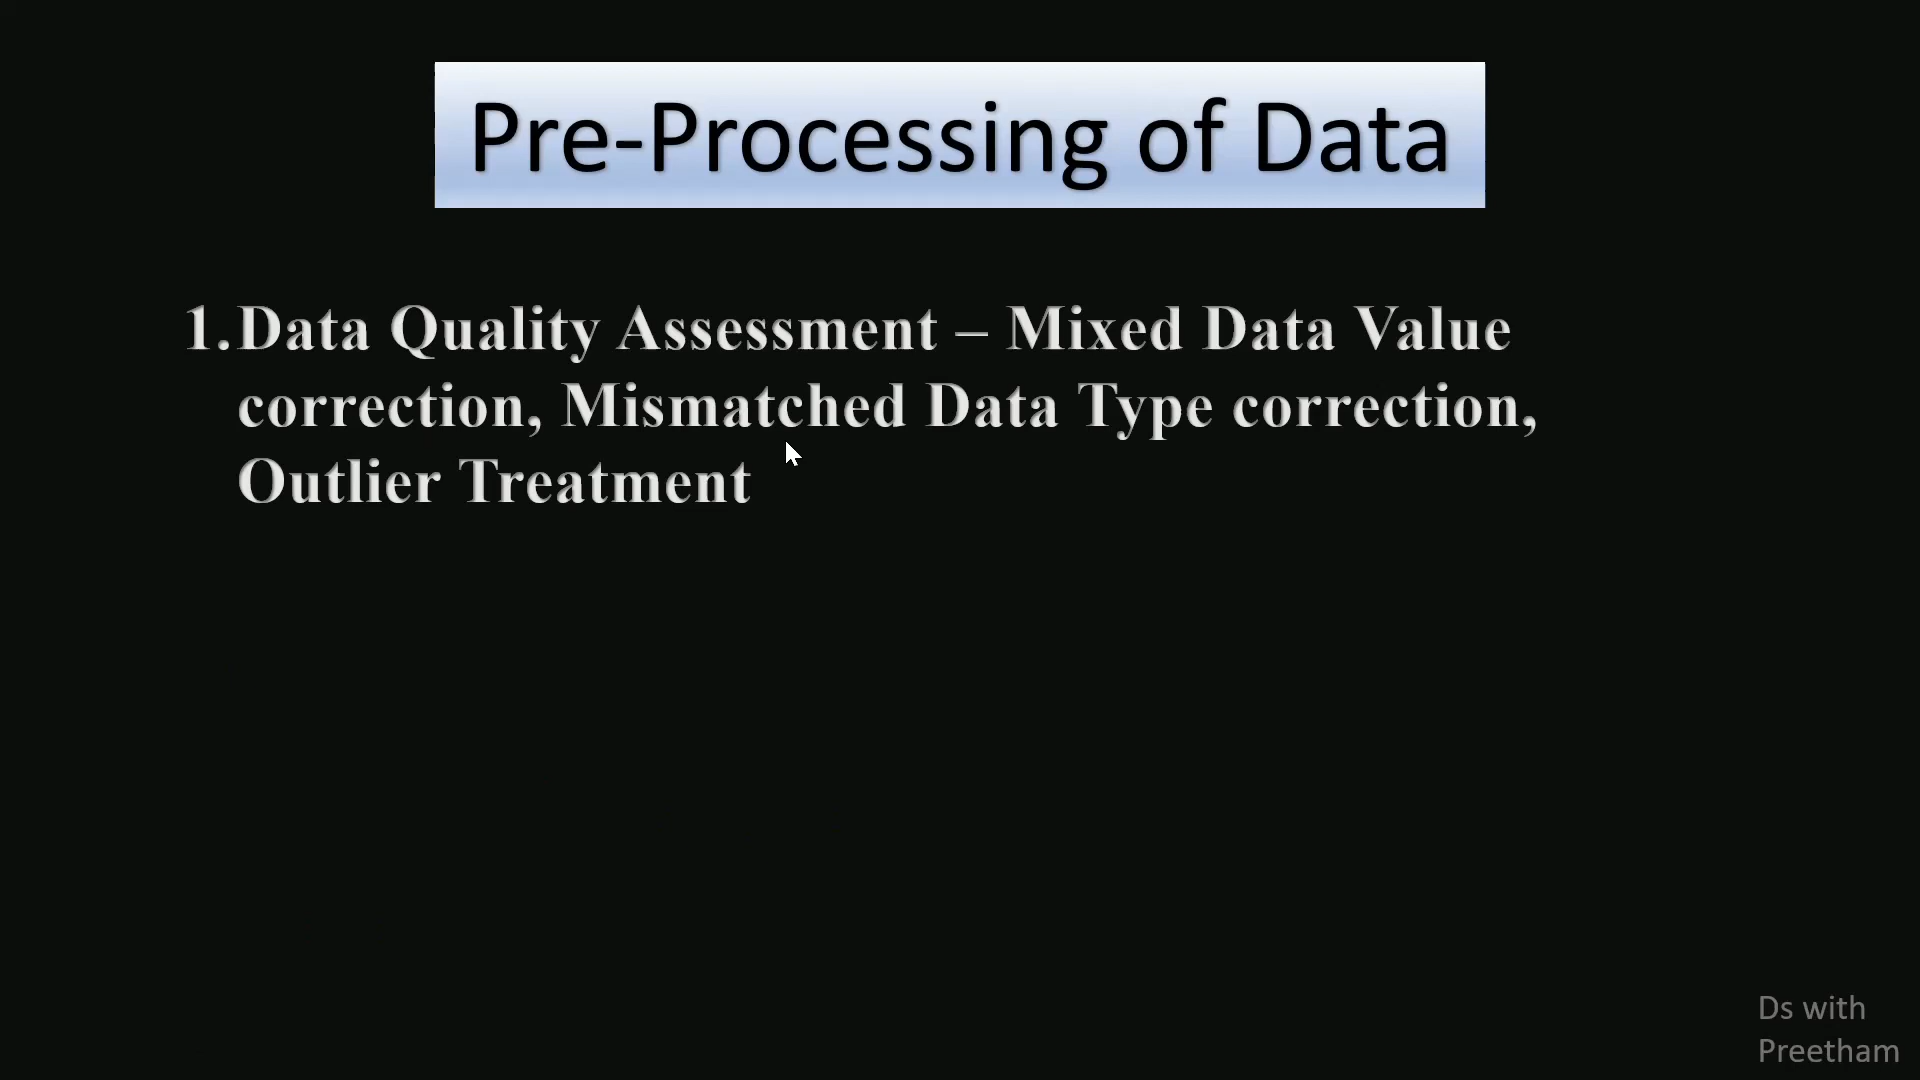 Pre-Processing of Data
1. Data Quality Assessment – Mixed Data Value
correction, Mismatched Data Type correction,
Outlier Treatment
Ds with
Preetham